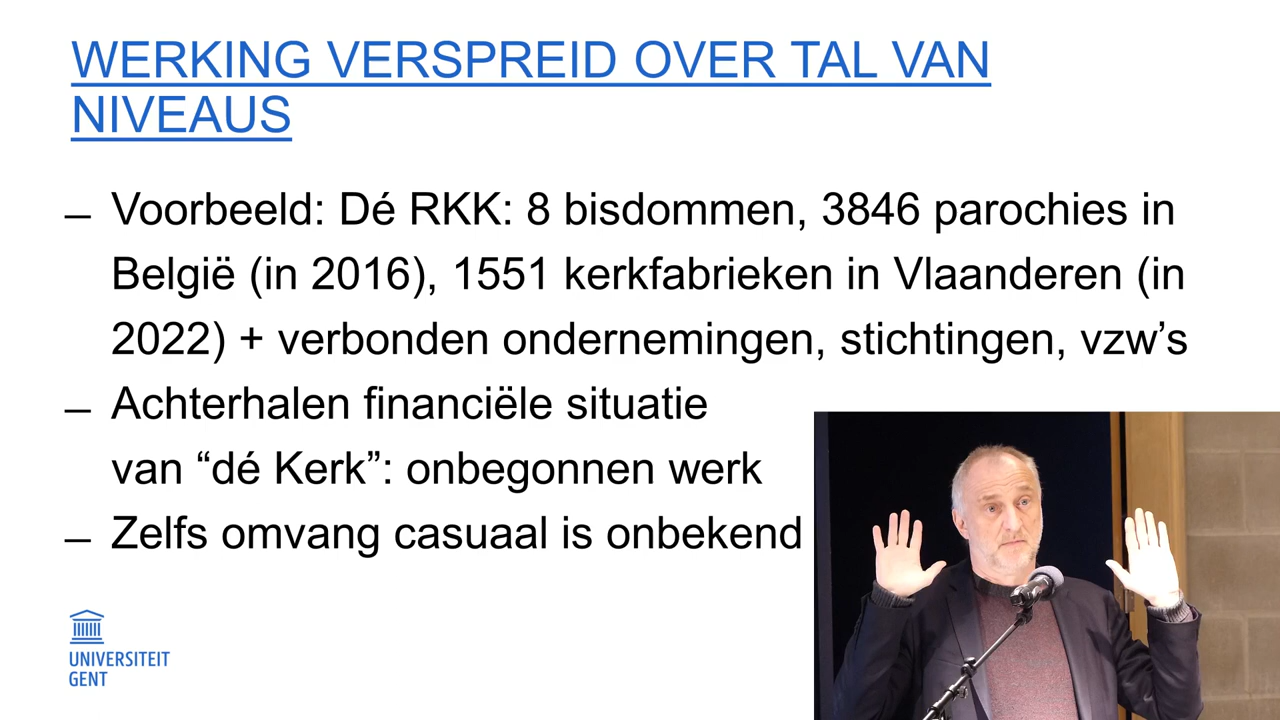 WERKING VERSPREID OVER TAL VAN
NIVEAUS
– Voorbeeld: Dé RKK: 8 bisdommen, 3846 parochies in
België (in 2016), 1551 kerkfabrieken in Vlaanderen (in
2022) + verbonden ondernemingen, stichtingen, vzw’s
– Achterhalen financiële situatie
van “dé Kerk”: onbegonnen werk
– Zelfs omvang casuaal is onbekend
UNIVERSITEIT
GENT